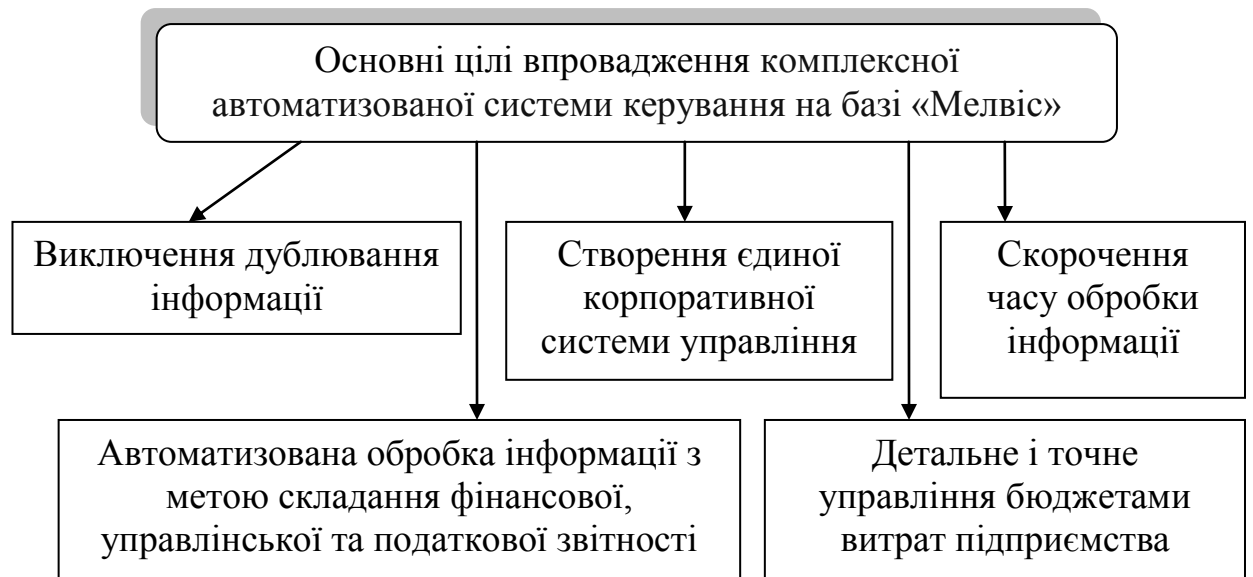 Основні цілі впровадження комплексної
автоматизованої системи керування на базі «Мелвіс»
Виключення дублювання
інформації
Створення єдиної
корпоративної
системи управління
Скорочення
часу обробки
інформації
Автоматизована обробка інформації з
метою складання фінансової,
управлінської та податкової звітності
Детальне і точне
управління бюджетами
витрат підприємства